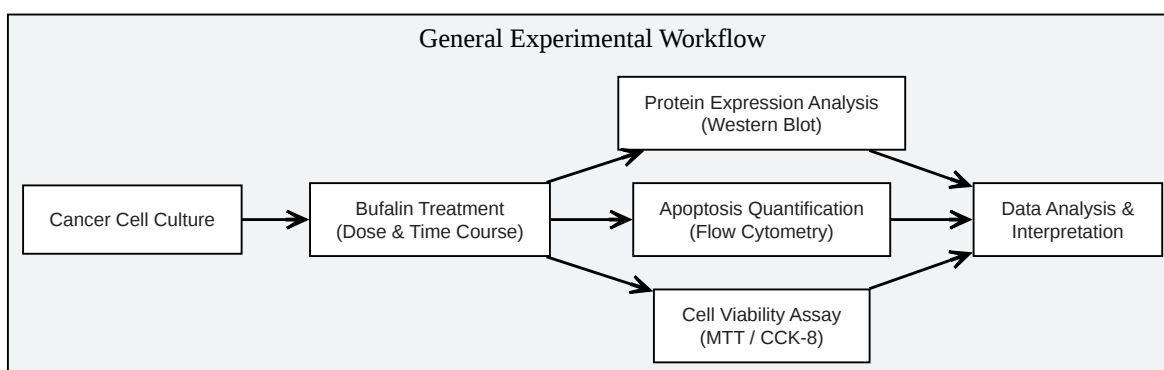 General Experimental Workflow
Cancer Cell Culture
Bufalin Treatment
(Dose & Time Course)
Protein Expression Analysis
(Western Blot)
Apoptosis Quantification
(Flow Cytometry)
Cell Viability Assay
(MTT / CCK-8)
Data Analysis &
Interpretation